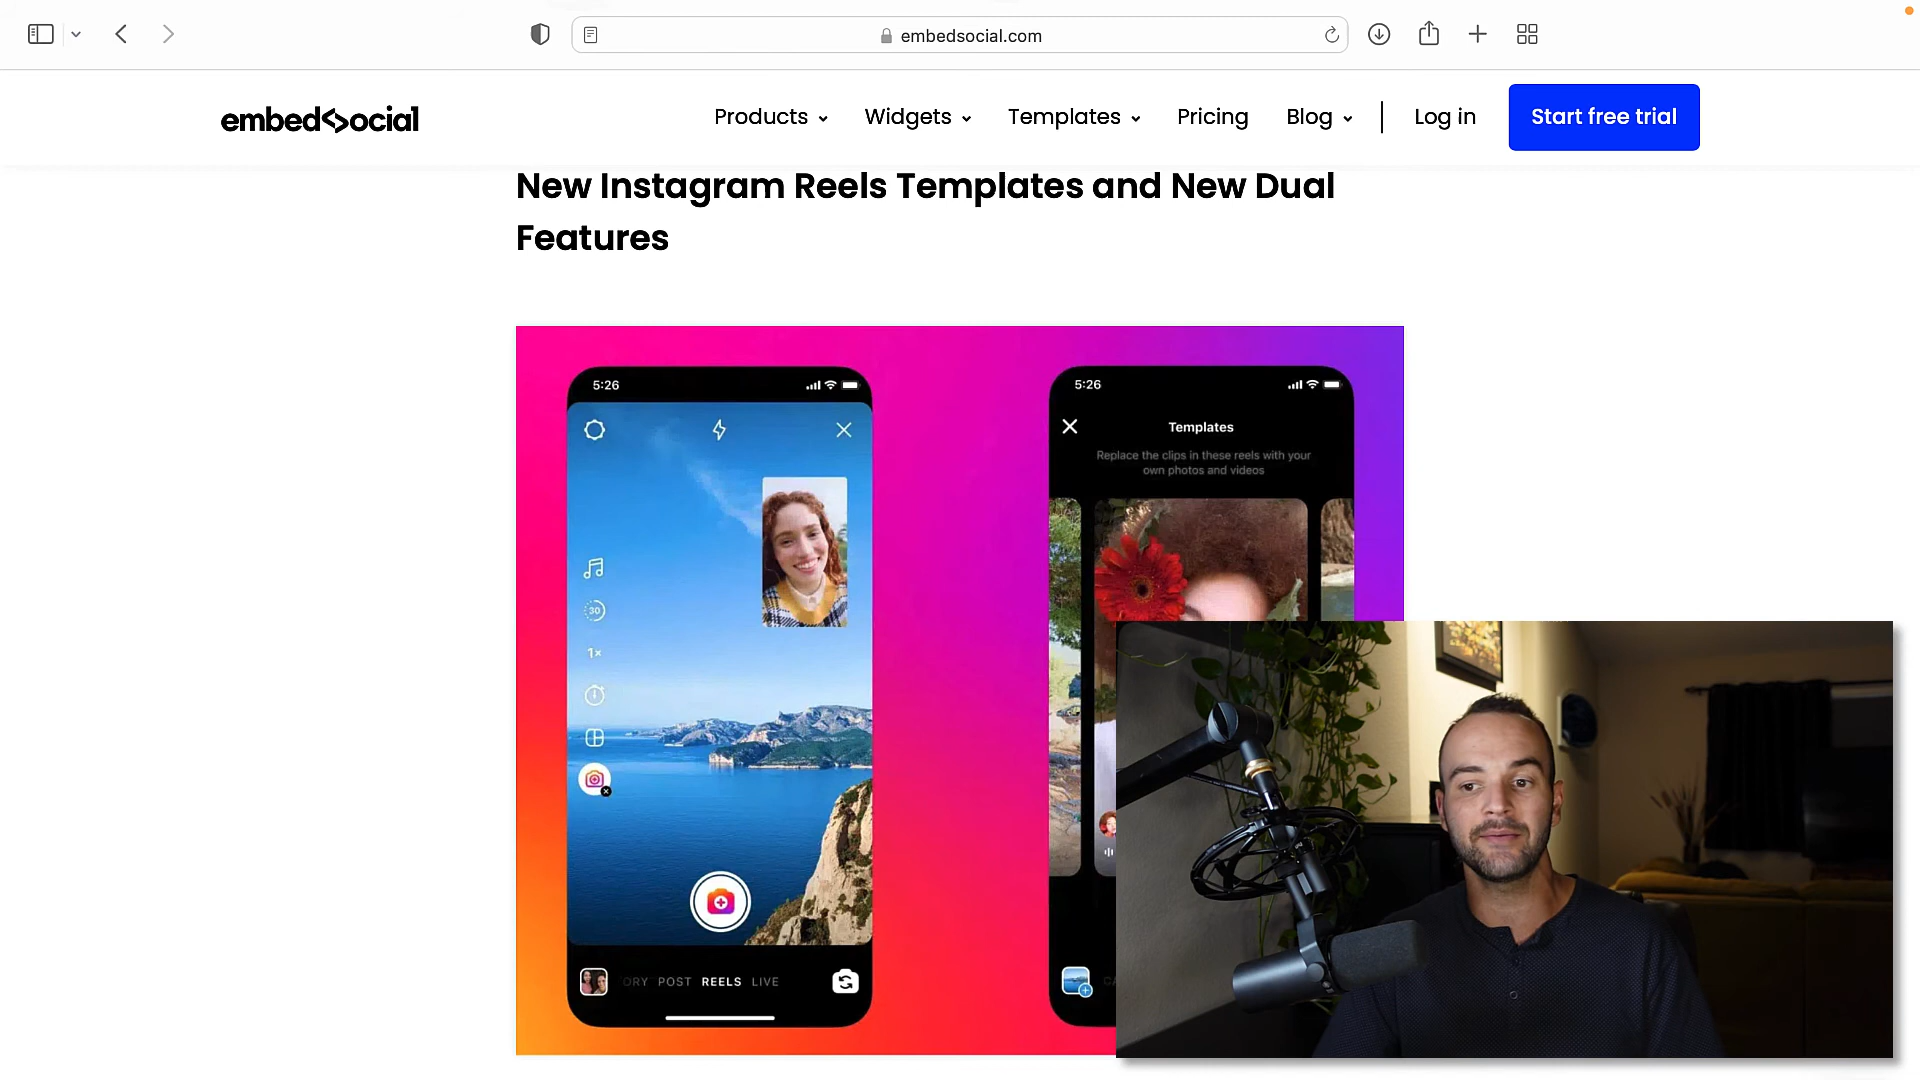 embedsocial.com
embedsocial
Products
Widgets
Templates
Pricing
Blog
Log in
Start free trial
New Instagram Reels Templates and New Dual
Features
5:26
30
1×
ORY POST REELS LIVE
5:26
Templates
Replace the clips in these reels with your
own photos and videos
CA